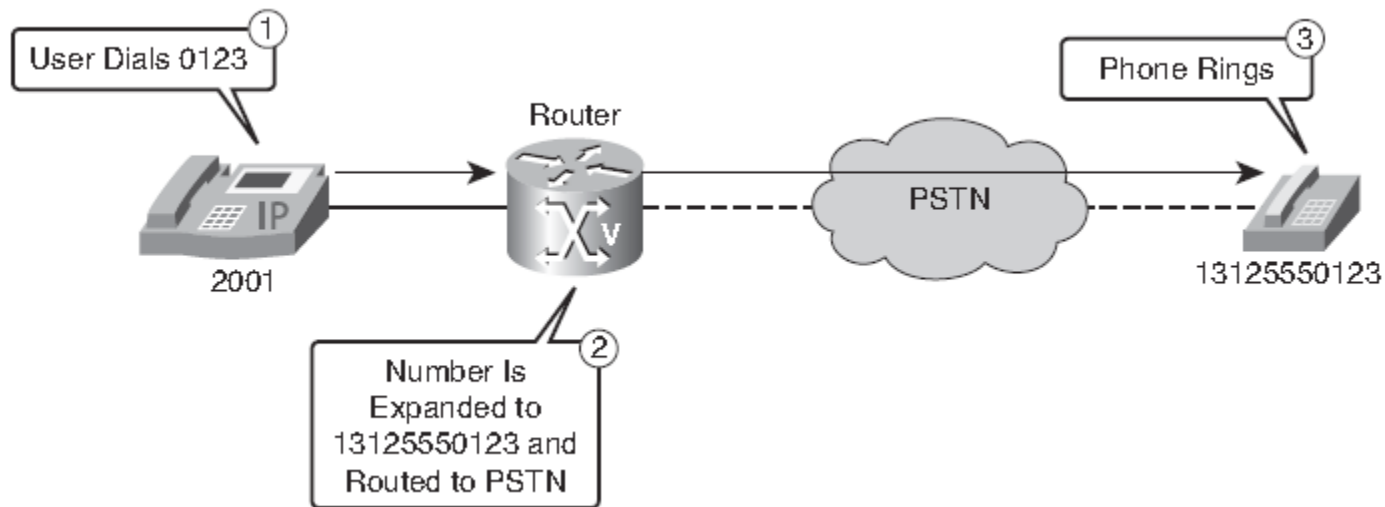 1
User Dials 0123
3
Phone Rings
Router
PSTN
IP
V
2001
13125550123
2
Number Is
Expanded to
13125550123 and
Routed to PSTN